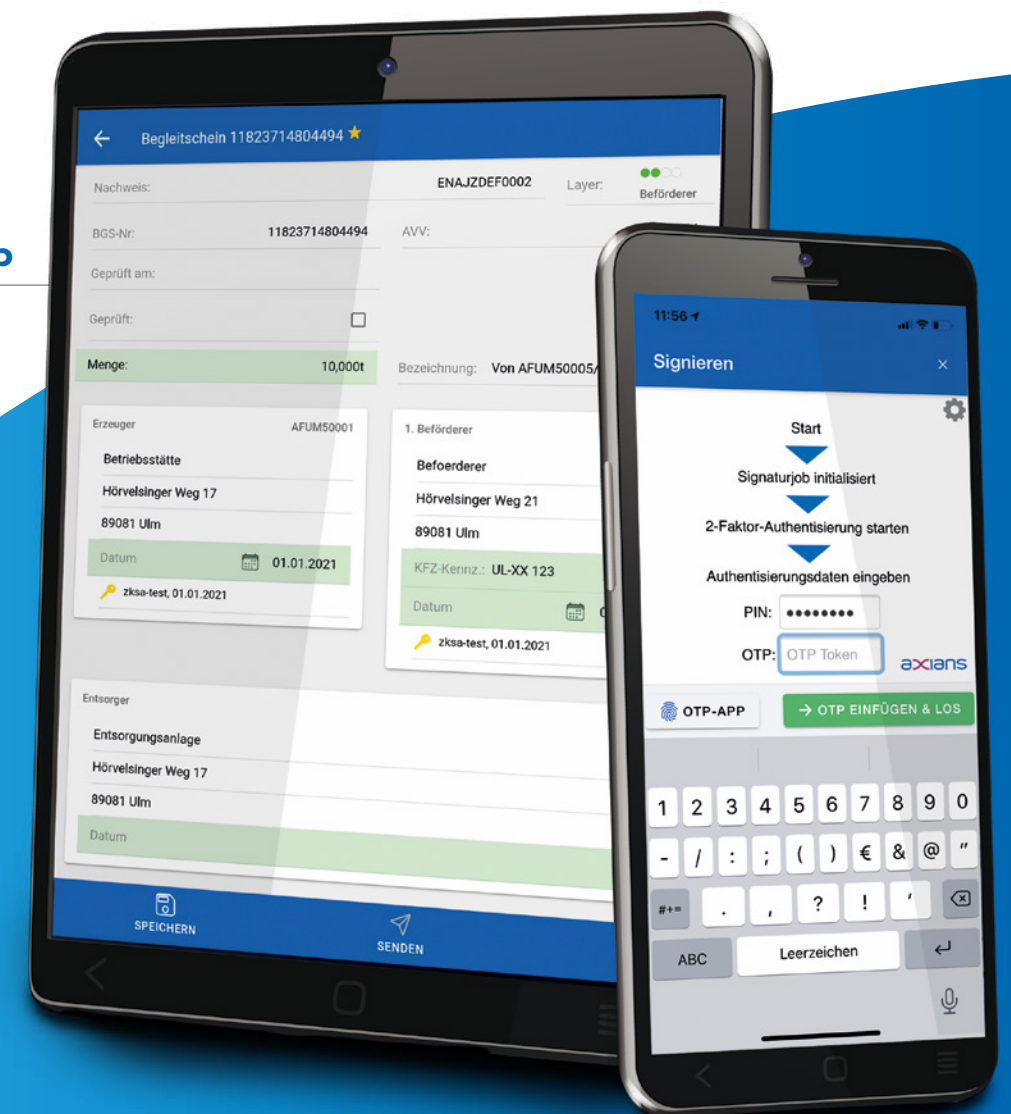 Begleitschein 11823714804494
Nachweis: ENAJZDEF0002 Layer: Beförderer
BGS-Nr: 11823714804494 AVV:
Geprüft am:
Geprüft:
Menge: 10,000t Bezeichnung: Von AFUM50005/
Erzeuger AFUM50001
Betriebsstätte
Hörvelsinger Weg 17
89081 Ulm
Datum 01.01.2021
zksa-test, 01.01.2021
1. Beförderer
Befoerderer
Hörvelsinger Weg 21
89081 Ulm
KFZ-Kennz.: UL-XX 123
Datum
zksa-test, 01.01.2021
Entsorger
Entsorgungsanlage
Hörvelsinger Weg 17
89081 Ulm
Datum
SPEICHERN SENDEN
11:56
Signieren ×
Start
Signaturjob initialisiert
2-Faktor-Authentisierung starten
Authentisierungsdaten eingeben
PIN: ••••••••
OTP: OTP Token
axians
OTP-APP → OTP EINFÜGEN & LOS
1 2 3 4 5 6 7 8 9 0
- / : ; ( ) € & @ "
#+= . , ? ! '
ABC Leerzeichen